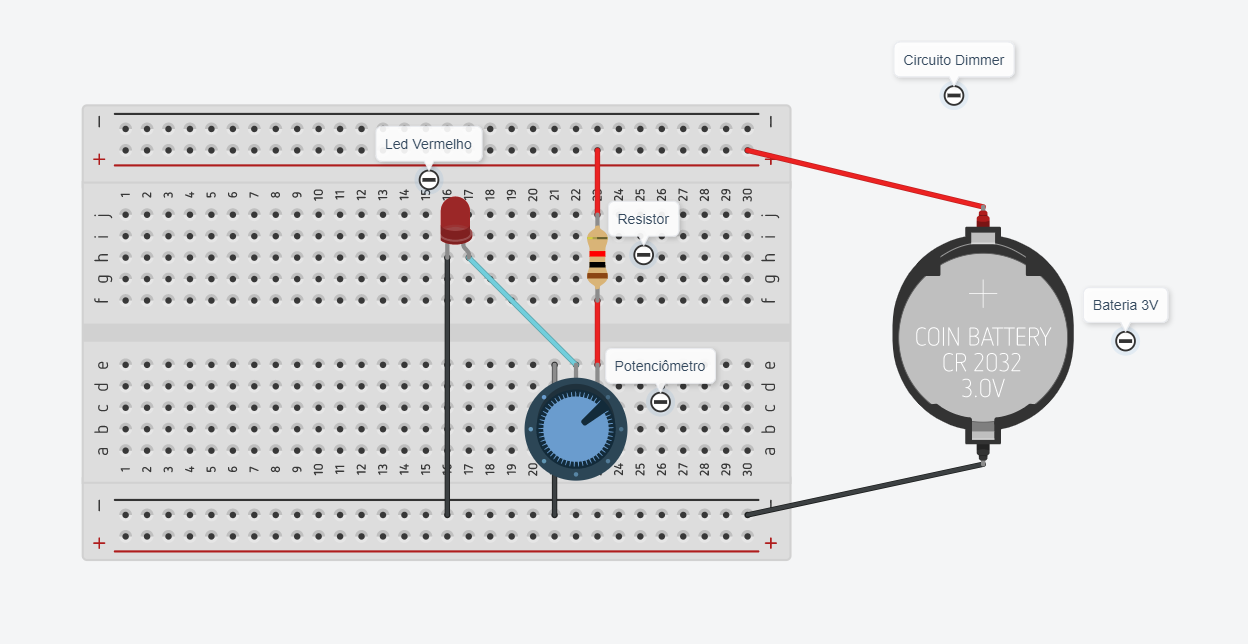 Circuito Dimmer
Led Vermelho
1 2 3 4 5 6 7 8 9 10 11 12 13 14 15 16 17 18 19 20 21 22 23 24 25 26 27 28 29 30
j j
Resistor
i i
h h
g g
f f
Bateria 3V
COIN BATTERY
CR 2032
3.0V
e e
Potenciômetro
d d
c c
b b
a a
1 2 3 4 5 6 7 8 9 10 11 12 13 14 15 16 17 18 19 20 24 25 26 27 28 29 30